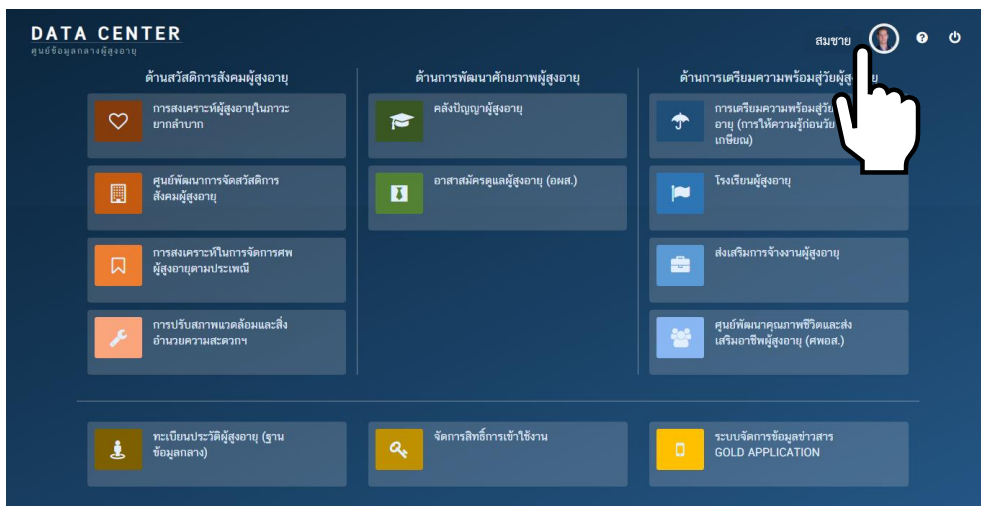 DATA CENTER
ศูนย์ข้อมูลกลางผู้สูงอายุ
สมชาย
ด้านสวัสดิการสังคมผู้สูงอายุ
การสงเคราะห์ผู้สูงอายุในภาวะ
ยากลำบาก
ศูนย์พัฒนาการจัดสวัสดิการ
สังคมผู้สูงอายุ
การสงเคราะห์ในการจัดการศพ
ผู้สูงอายุตามประเพณี
การปรับสภาพแวดล้อมและสิ่ง
อำนวยความสะดวกฯ
ด้านการพัฒนาศักยภาพผู้สูงอายุ
คลังปัญญาผู้สูงอายุ
อาสาสมัครดูแลผู้สูงอายุ (อผส.)
ด้านการเตรียมความพร้อมสู่วัยผู้
การเตรียมความพร้อมสู่วัย
อายุ (การให้ความรู้ก่อนวัย
เกษียณ)
โรงเรียนผู้สูงอายุ
ส่งเสริมการจ้างงานผู้สูงอายุ
ศูนย์พัฒนาคุณภาพชีวิตและส่ง
เสริมอาชีพผู้สูงอายุ (ศพอส.)
ทะเบียนประวัติผู้สูงอายุ (ฐาน
ข้อมูลกลาง)
จัดการสิทธิ์การเข้าใช้งาน
ระบบจัดการข้อมูลข่าวสาร
GOLD APPLICATION